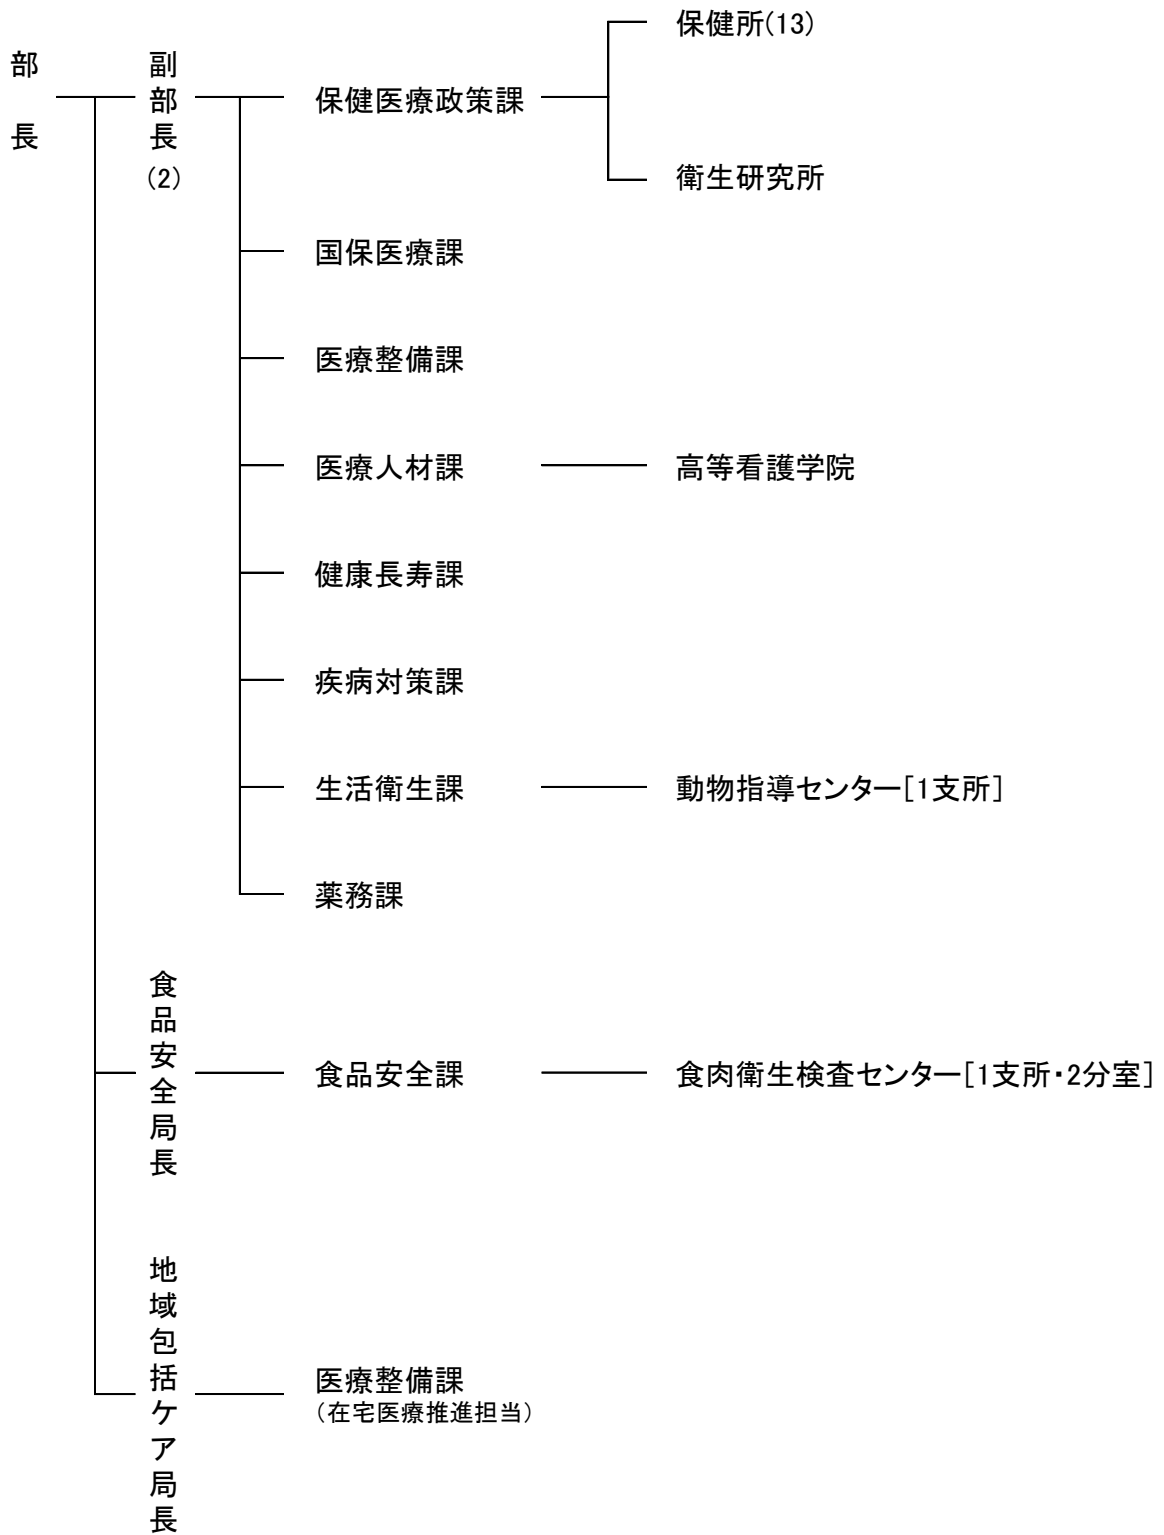 部長
副部長
(2)
保健医療政策課
保健所(13)
衛生研究所
国保医療課
医療整備課
医療人材課
高等看護学院
健康長寿課
疾病対策課
生活衛生課
動物指導センター[1支所]
薬務課
食品安全局長
食品安全課
食肉衛生検査センター[1支所・2分室]
地域包括ケア局長
医療整備課
(在宅医療推進担当)